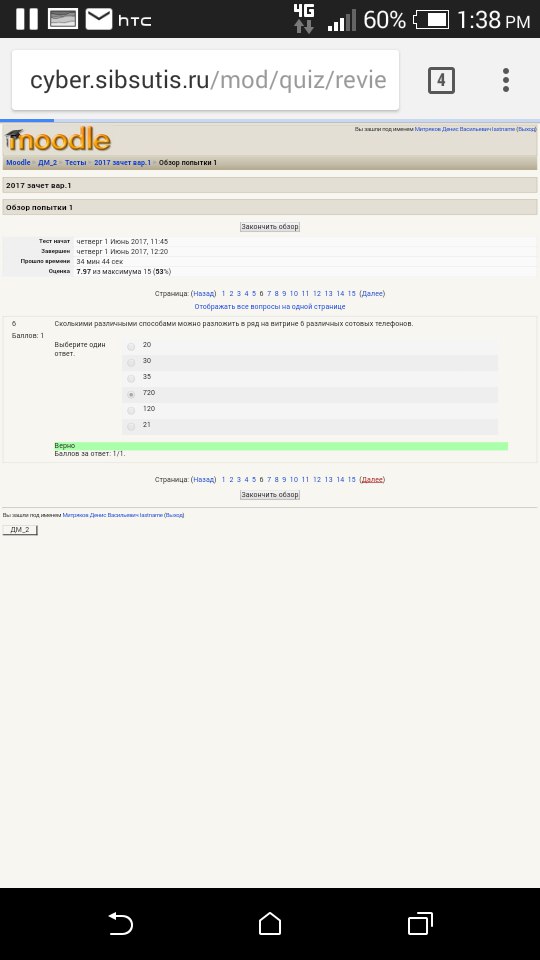 4G
hTC 60% 1:38 PM
cyber.sibsutis.ru/mod/quiz/revie
4
moodle
Вы зашли под именем Митряков Денис Васильевич lastname (Выход)
Moodle ► ДМ_2 ► Тесты ► 2017 зачет вар.1 ► Обзор попытки 1
2017 зачет вар.1
Обзор попытки 1
Закончить обзор
Тест начат четверг 1 Июнь 2017, 11:45
Завершен четверг 1 Июнь 2017, 12:20
Прошло времени 34 мин 44 сек
Оценка 7.97 из максимума 15 (53%)
Страница: (Назад) 1 2 3 4 5 6 7 8 9 10 11 12 13 14 15 (Далее)
Отображать все вопросы на одной странице
6 Сколькими различными способами можно разложить в ряд на витрине 6 различных сотовых телефонов.
Баллов: 1
Выберите один ответ.
20
30
35
720
120
21
Верно
Баллов за ответ: 1/1.
Страница: (Назад) 1 2 3 4 5 6 7 8 9 10 11 12 13 14 15 (Далее)
Закончить обзор
Вы зашли под именем Митряков Денис Васильевич lastname (Выход)
ДМ_2